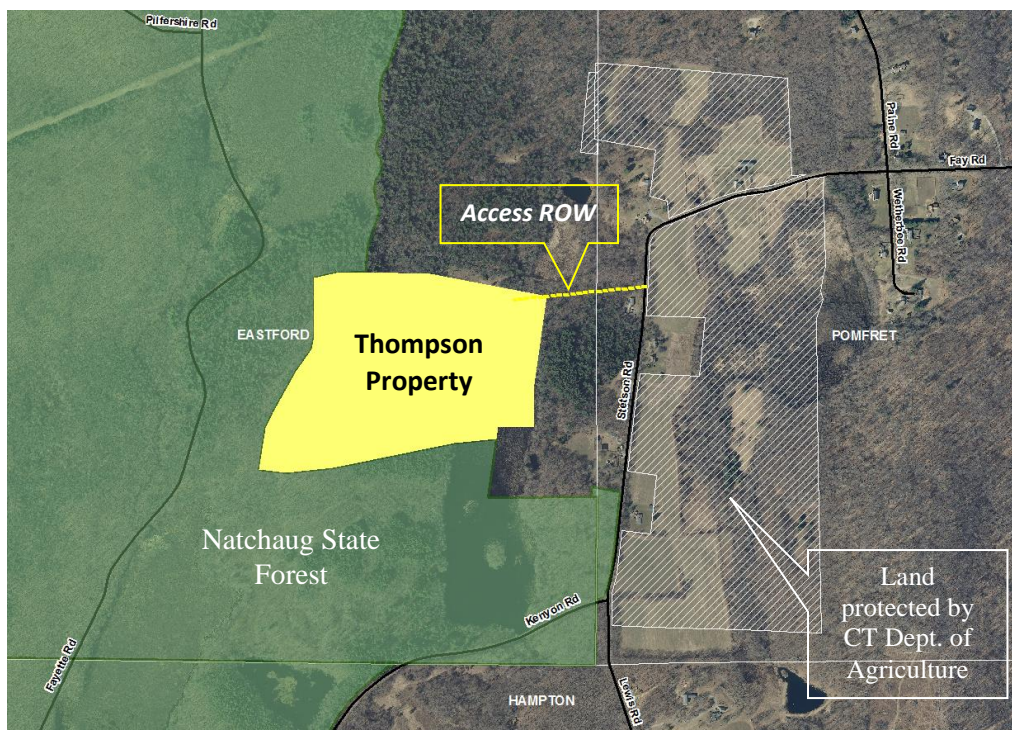 Pilfershire Rd
Paine Rd
Fay Rd
Access ROW
Wetherbee Rd
EASTFORD
Thompson
Property
POMFRET
Stetson Rd
Natchaug State
Forest
Land
protected by
CT Dept. of
Agriculture
Kenyon Rd
Fayette Rd
Lewis Rd
HAMPTON